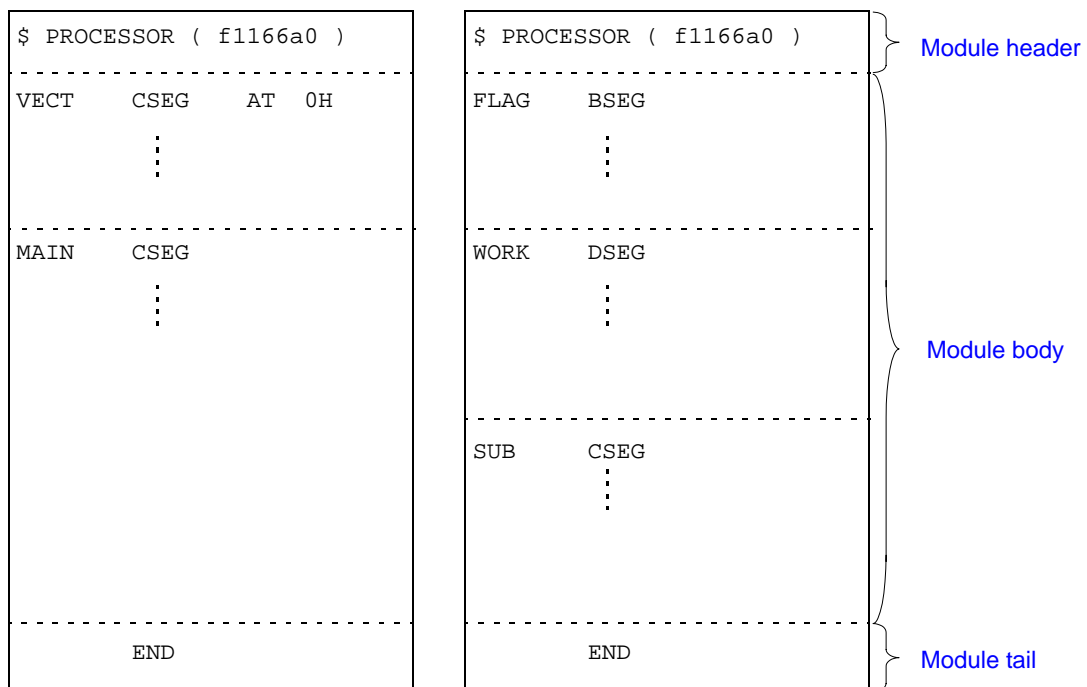 $ PROCESSOR ( f1166a0 )
VECT CSEG AT 0H
MAIN CSEG
END
$ PROCESSOR ( f1166a0 )
FLAG BSEG
WORK DSEG
SUB CSEG
END
Module header
Module body
Module tail